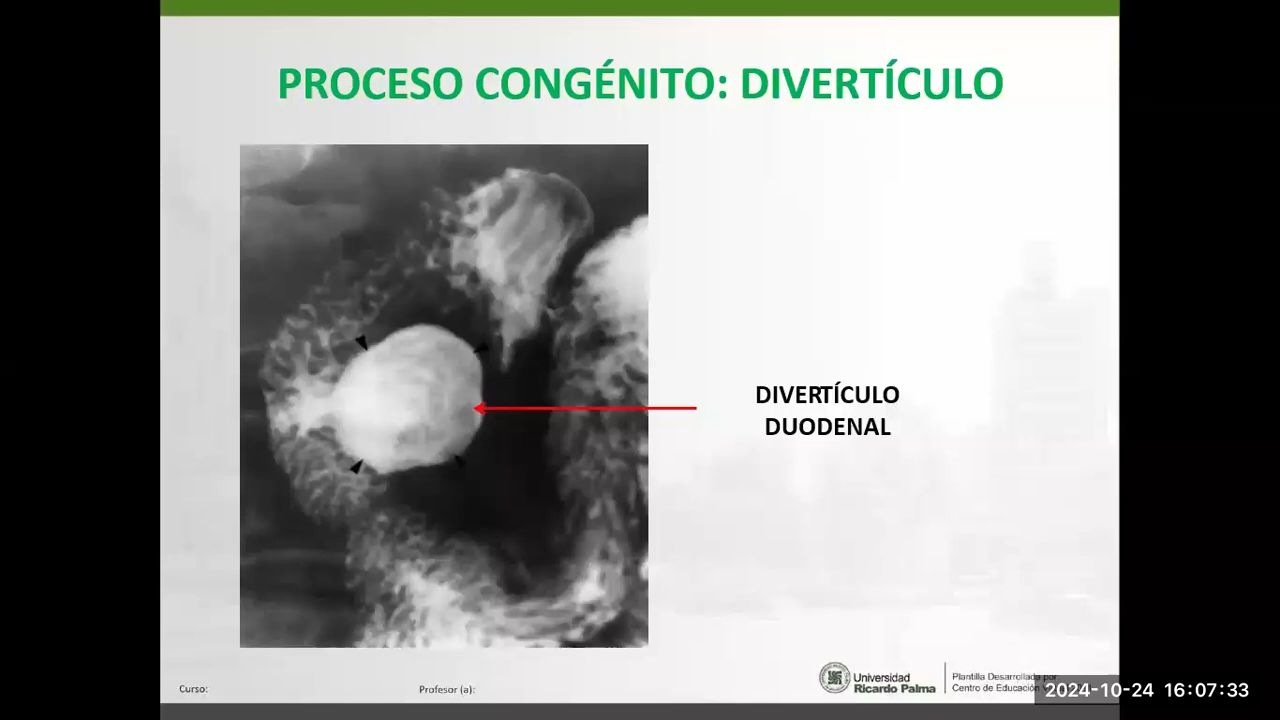 PROCESO CONGÉNITO: DIVERTÍCULO
DIVERTÍCULO
DUODENAL
Curso:
Profesor (a):
Universidad
Ricardo Palma
Plantilla Desarrollada por
Centro de Educación
2024-10-24 16:07:33